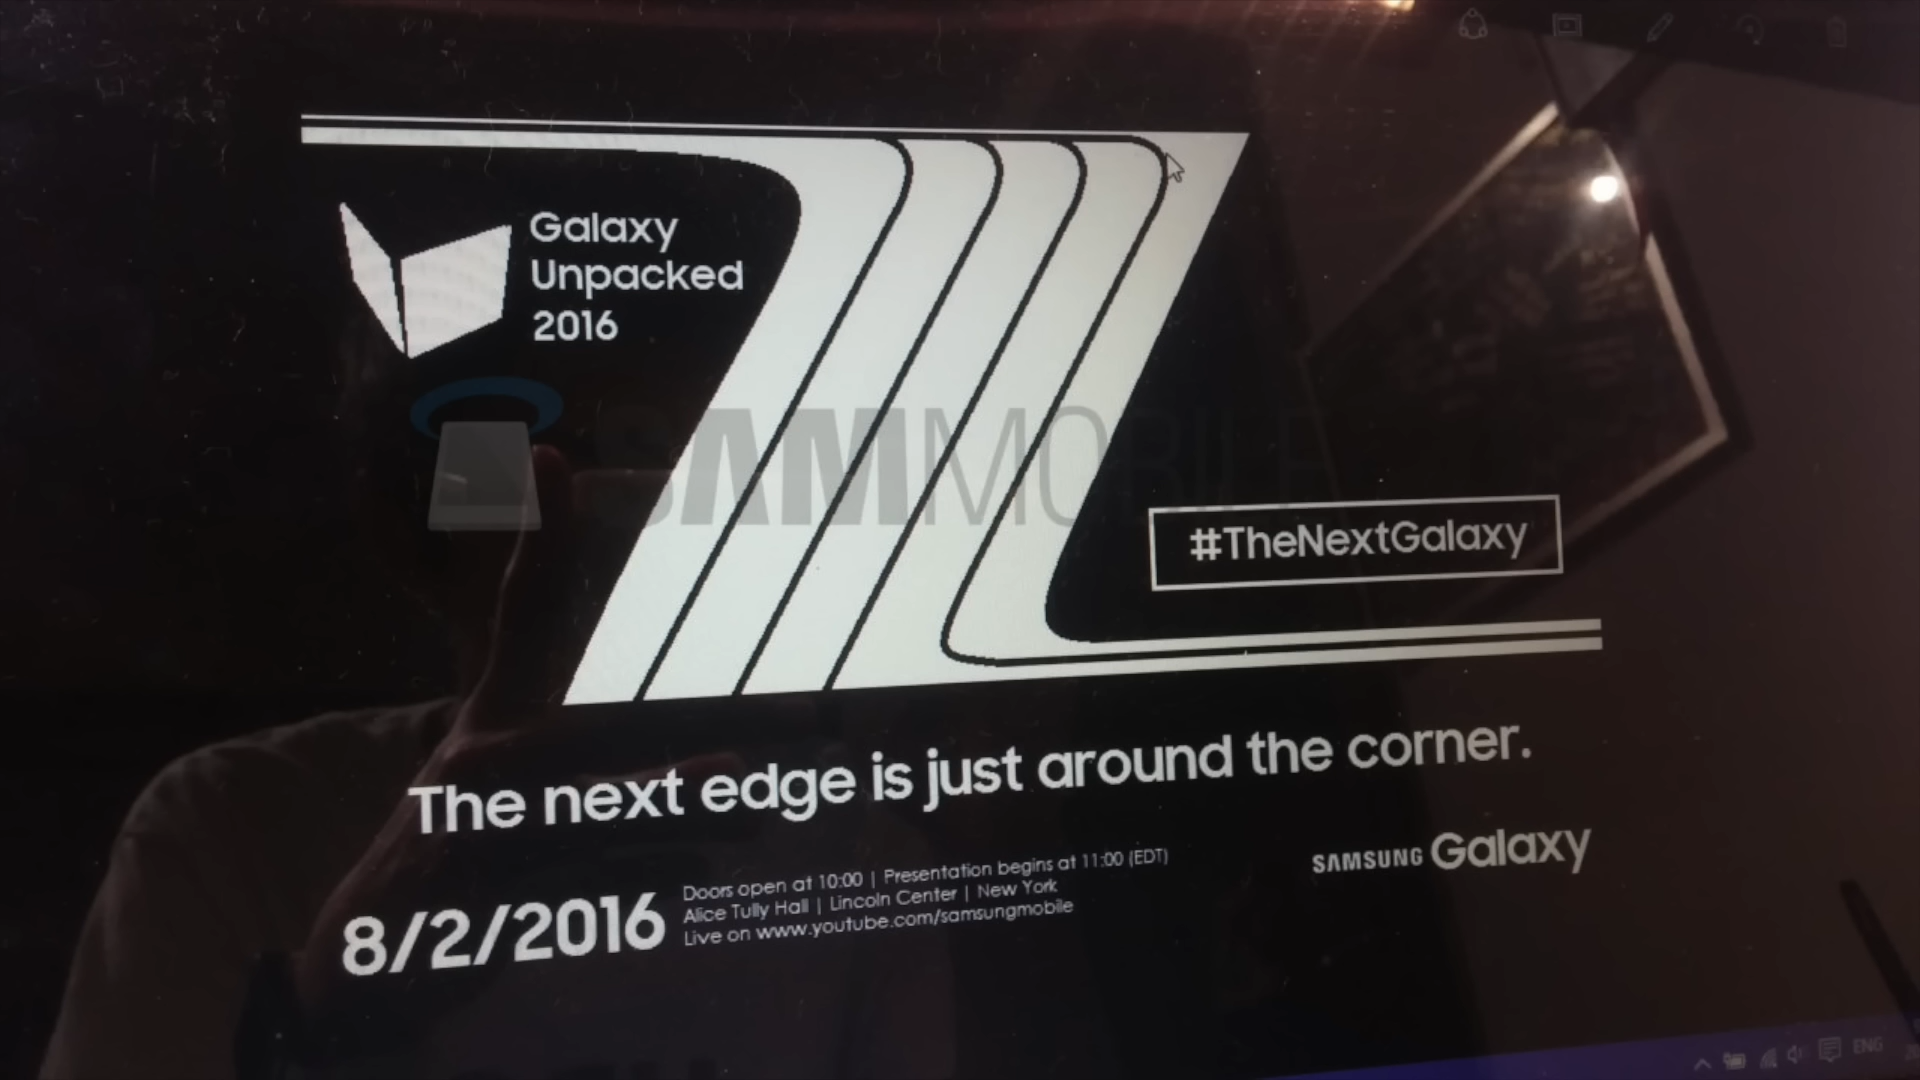 Galaxy
Unpacked
2016
SAMMOBILE
#TheNextGalaxy
The next edge is just around the corner.
SAMSUNG Galaxy
8/2/2016
Doors open at 10:00 | Presentation begins at 11:00 (EDT)
Alice Tully Hall | Lincoln Center | New York
Live on www.youtube.com/samsungmobile
ENG